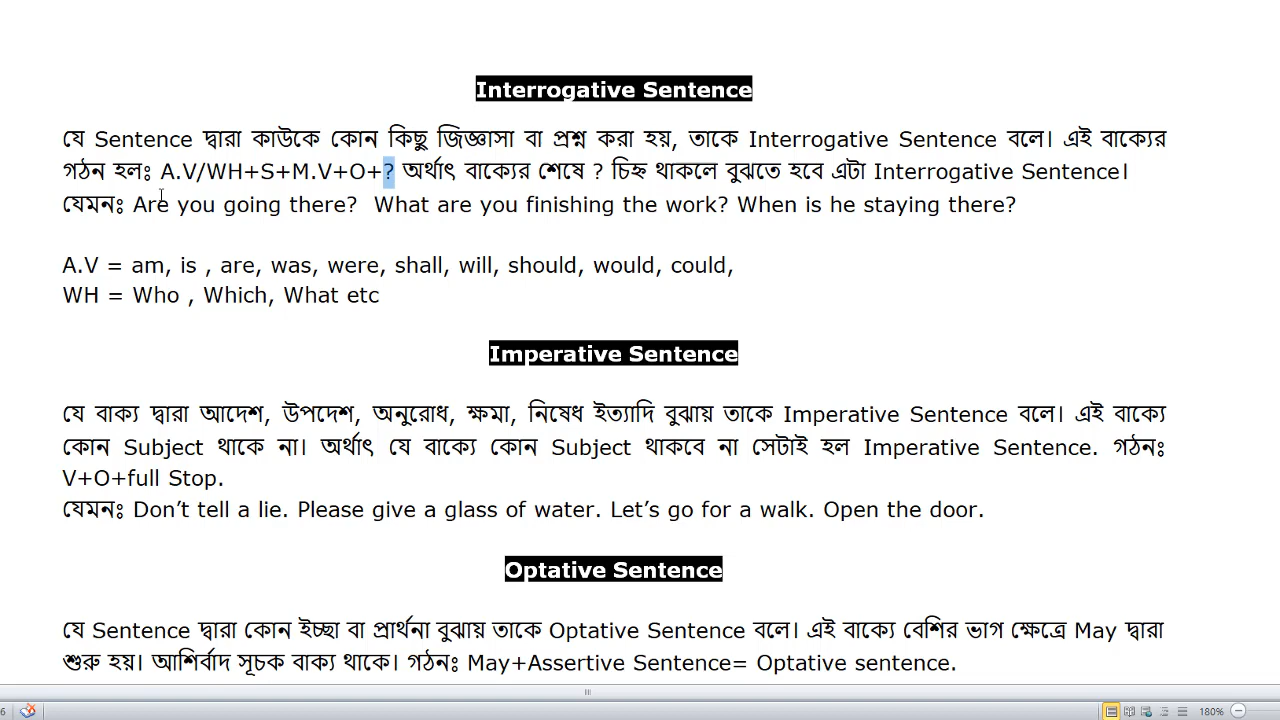 Interrogative Sentence
যে Sentence দ্বারা কাউকে কোন কিছু জিজ্ঞাসা বা প্রশ্ন করা হয়, তাকে Interrogative Sentence বলে। এই বাক্যের
গঠন হলঃ A.V/WH+S+M.V+O+? অর্থাৎ বাক্যের শেষে ? চিহ্ন থাকলে বুঝতে হবে এটা Interrogative Sentence।
যেমনঃ Are you going there?  What are you finishing the work? When is he staying there?
A.V = am, is , are, was, were, shall, will, should, would, could,
WH = Who , Which, What etc
Imperative Sentence
যে বাক্য দ্বারা আদেশ, উপদেশ, অনুরোধ, ক্ষমা, নিষেধ ইত্যাদি বুঝায় তাকে Imperative Sentence বলে। এই বাক্যে
কোন Subject থাকে না। অর্থাৎ যে বাক্যে কোন Subject থাকবে না সেটাই হল Imperative Sentence. গঠনঃ
V+O+full Stop.
যেমনঃ Don’t tell a lie. Please give a glass of water. Let’s go for a walk. Open the door.
Optative Sentence
যে Sentence দ্বারা কোন ইচ্ছা বা প্রার্থনা বুঝায় তাকে Optative Sentence বলে। এই বাক্যে বেশির ভাগ ক্ষেত্রে May দ্বারা
শুরু হয়। আশির্বাদ সূচক বাক্য থাকে। গঠনঃ May+Assertive Sentence= Optative sentence.
6
180%